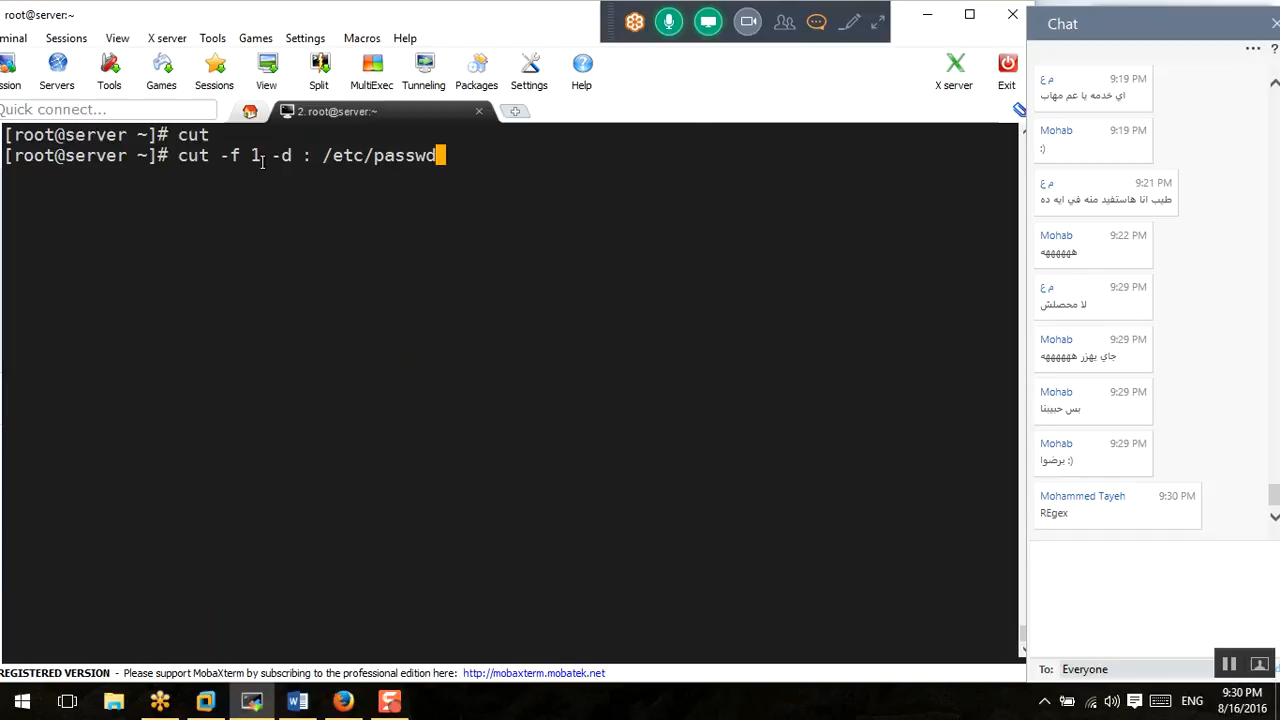 root@server:~
minal
Sessions
View
X server
Tools
Games
Settings
Macros
Help
ssion
Servers
Tools
Games
Sessions
View
Split
MultiExec
Tunneling
Packages
Settings
Help
X server
Exit
Quick connect...
2. root@server:~
[root@server ~]# cut
[root@server ~]# cut -f 1 -d : /etc/passwd
Chat
م ع 9:19 PM
اي خدمه يا عم مهاب
Mohab 9:19 PM
:)
م ع 9:21 PM
طيب انا هاستفيد منه في ايه ده
Mohab 9:22 PM
هههههههه
م ع 9:29 PM
لا محصلش
Mohab 9:29 PM
جاي يهزر ههههههه
Mohab 9:29 PM
بس حبيبنا
Mohab 9:29 PM
برضوا :)
Mohammed Tayeh 9:30 PM
REgex
To: Everyone
REGISTERED VERSION - Please support MobaXterm by subscribing to the professional edition here: http://mobaxterm.mobatek.net
ENG
9:30 PM
8/16/2016